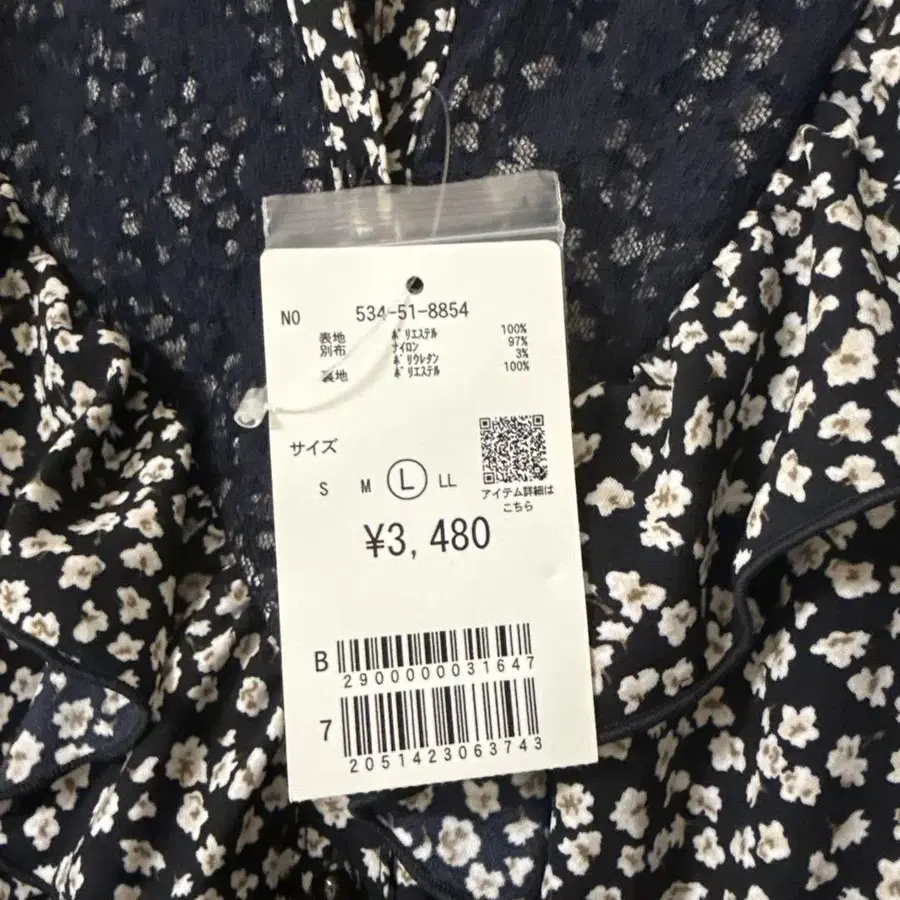 NO 534-51-8854
表地 ﾎﾟﾘｴｽﾃﾙ 100%
別布 ﾅｲﾛﾝ 97%
ﾎﾟﾘｳﾚﾀﾝ 3%
裏地 ﾎﾟﾘｴｽﾃﾙ 100%
サイズ
S M L LL
アイテム詳細は
こちら
¥3,480
B
2900000031647
7
2051423063743